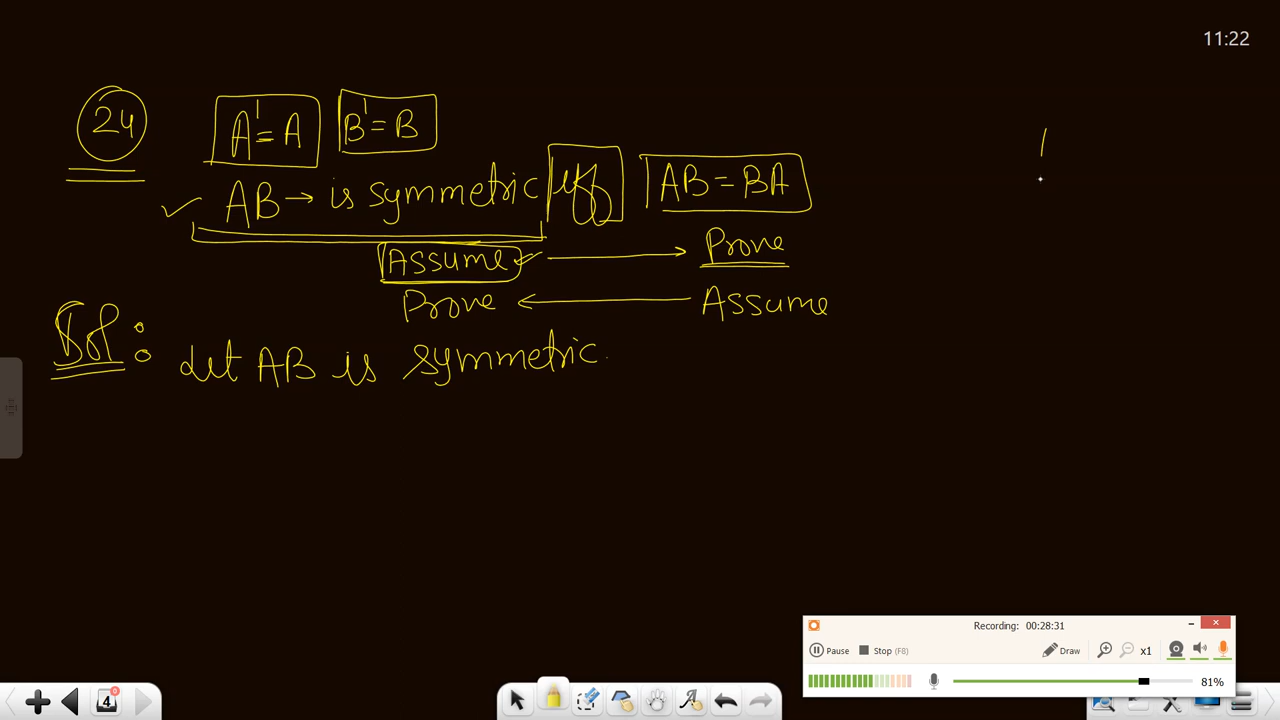 11:22
24 A' = A B' = B
AB → is symmetric iff AB = BA
Assume → Prove
Prove ← Assume
Sol: Let AB is symmetric.
Recording: 00:28:31
Pause Stop (F8) Draw x1
81%
4 0